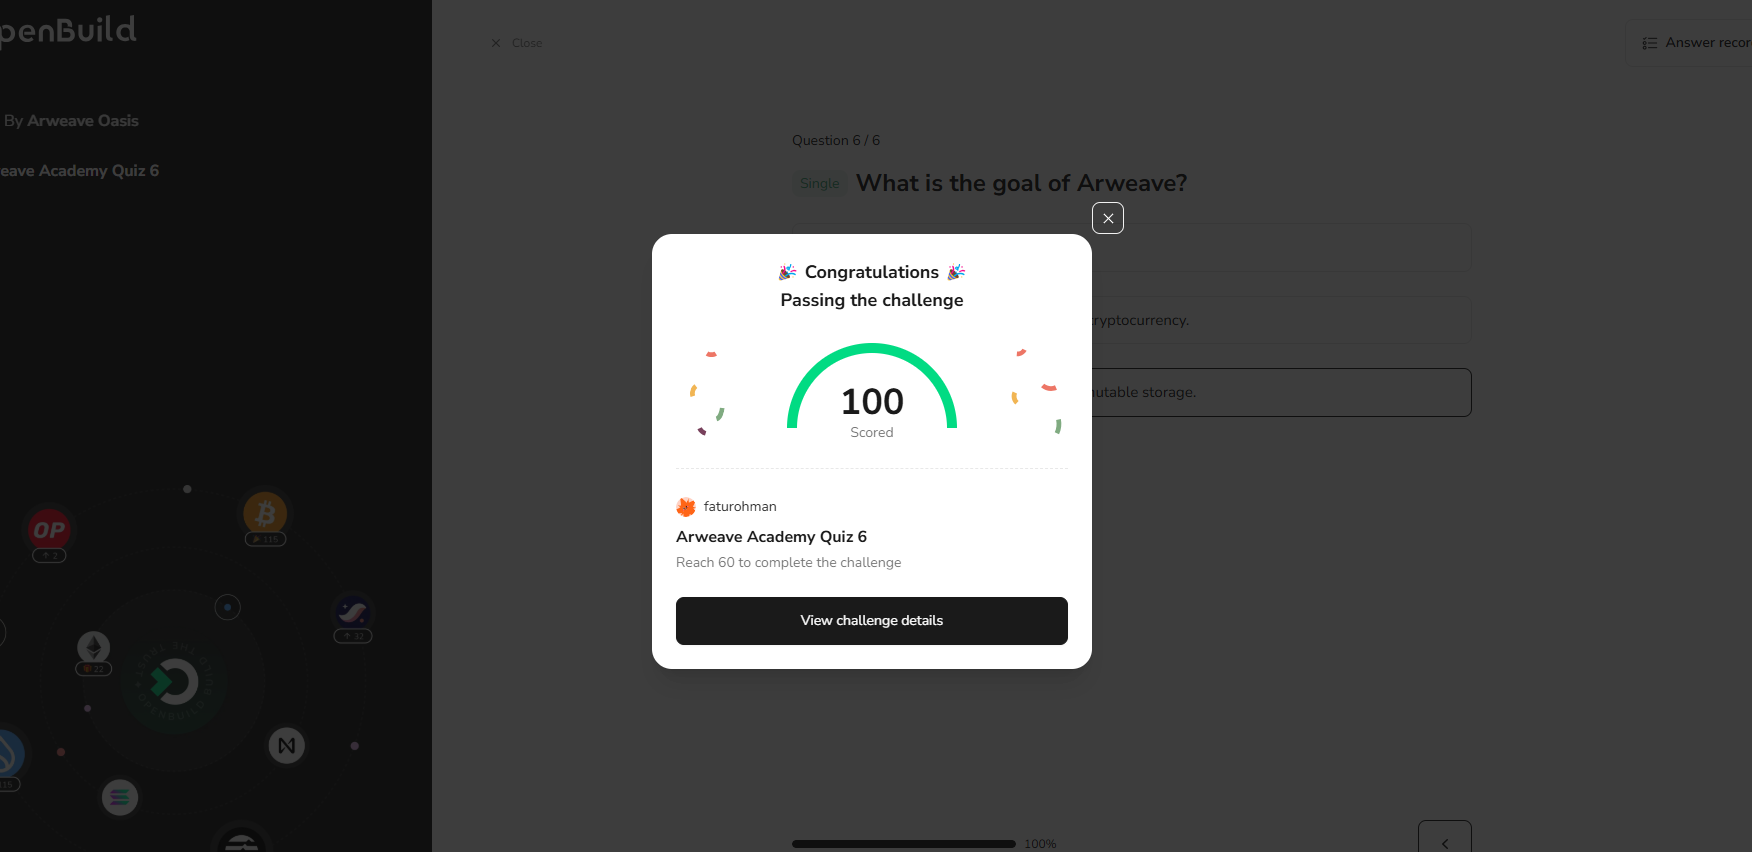 penBuild
By Arweave Oasis
eave Academy Quiz 6
Close
Answer recor
Question 6 / 6
Single What is the goal of Arweave?
ryptocurrency.
utable storage.
Congratulations
Passing the challenge
100
Scored
faturohman
Arweave Academy Quiz 6
Reach 60 to complete the challenge
View challenge details
OP
2
115
32
22
115
100%